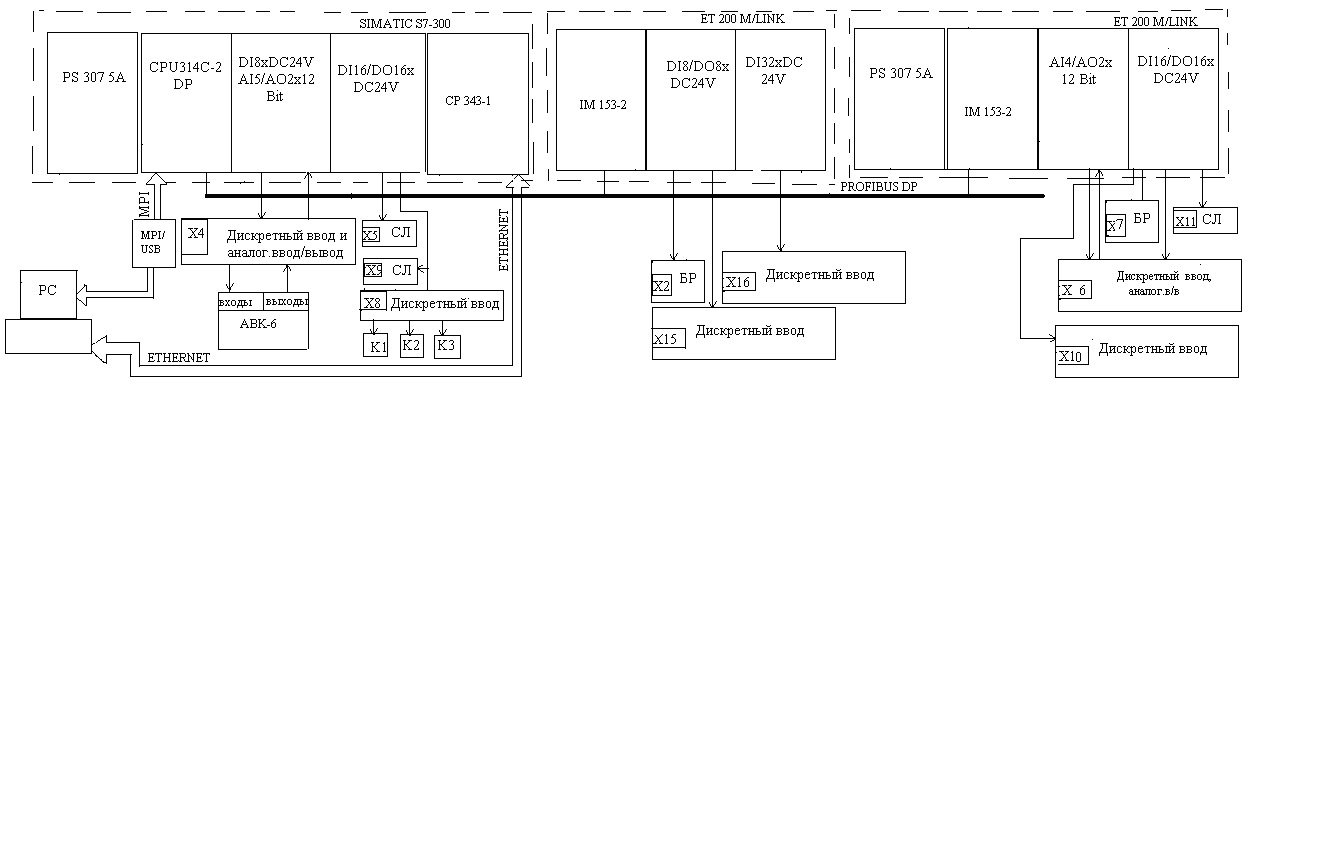 SIMATIC S7-300
PS 307 5A
CPU314C-2
DP
DI8xDC24V
AI5/AO2x12
Bit
DI16/DO16x
DC24V
CP 343-1
ET 200 M/LINK
IM 153-2
DI8/DO8x
DC24V
DI32xDC
24V
ET 200 M/LINK
PS 307 5A
IM 153-2
AI4/AO2x
12 Bit
DI16/DO16x
DC24V
PROFIBUS DP
MPI
MPI/
USB
PC
ETHERNET
ETHERNET
X4
Дискретный ввод и
аналог.ввод/вывод
входы
выходы
АВК-6
X5
СЛ
X9
СЛ
X8
Дискретный ввод
K1
K2
K3
X2
БР
X16
Дискретный ввод
X15
Дискретный ввод
X7
БР
X11
СЛ
X 6
Дискретный ввод,
аналог.в/в
X10
Дискретный ввод